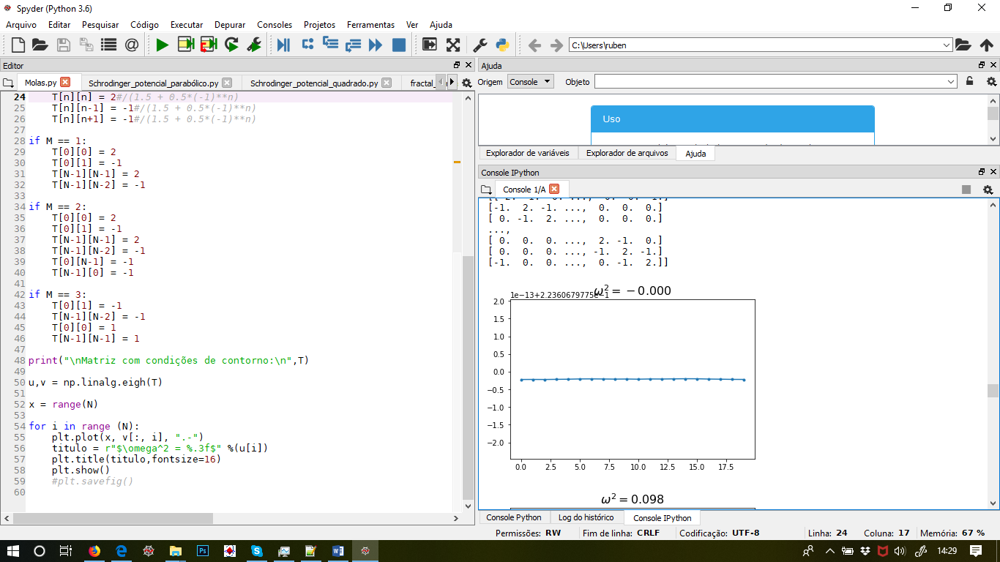 Spyder (Python 3.6)
Arquivo Editar Pesquisar Código Executar Depurar Consoles Projetos Ferramentas Ver Ajuda
C:\Users\ruben
Editor
Molas.py Schrodinger_potencial_parabólico.py Schrodinger_potencial_quadrado.py
24 T[n][n] = 2#/(1.5 + 0.5*(-1)**n)
25 T[n][n-1] = -1#/(1.5 + 0.5*(-1)**n)
26 T[n][n+1] = -1#/(1.5 + 0.5*(-1)**n)
27
28 if M == 1:
29 T[0][0] = 2
30 T[0][1] = -1
31 T[N-1][N-1] = 2
32 T[N-1][N-2] = -1
33
34 if M == 2:
35 T[0][0] = 2
36 T[0][1] = -1
37 T[N-1][N-1] = 2
38 T[N-1][N-2] = -1
39 T[0][N-1] = -1
40 T[N-1][0] = -1
41
42 if M == 3:
43 T[0][1] = -1
44 T[N-1][N-2] = -1
45 T[0][0] = 1
46 T[N-1][N-1] = 1
47
48 print("\nMatriz com condições de contorno:\n",T)
49
50 u,v = np.linalg.eigh(T)
51
52 x = range(N)
53
54 for i in range (N):
55 plt.plot(x, v[:, i], ".-")
56 titulo = r"$\omega^2 = %.3f$" %(u[i])
57 plt.title(titulo,fontsize=16)
58 plt.show()
59 #plt.savefig()
60
Ajuda
Origem Console Objeto
Uso
Explorador de variáveis Explorador de arquivos Ajuda
Console IPython
Console 1/A
[-1. 2. -1. ..., 0. 0. 0.]
[ 0. -1. 2. ..., 0. 0. 0.]
...,
[ 0. 0. 0. ..., 2. -1. 0.]
[ 0. 0. 0. ..., -1. 2. -1.]
[-1. 0. 0. ..., 0. -1. 2.]]
ω² = −0.000
1e−13+2.2360679775e−1
2.0
1.5
1.0
0.5
0.0
−0.5
−1.0
−1.5
−2.0
0.0 2.5 5.0 7.5 10.0 12.5 15.0 17.5
ω² = 0.098
Console Python Log do histórico Console IPython
Permissões: RW Fim de linha: CRLF Codificação: UTF-8 Linha: 24 Coluna: 17 Memória: 67 %
14:29